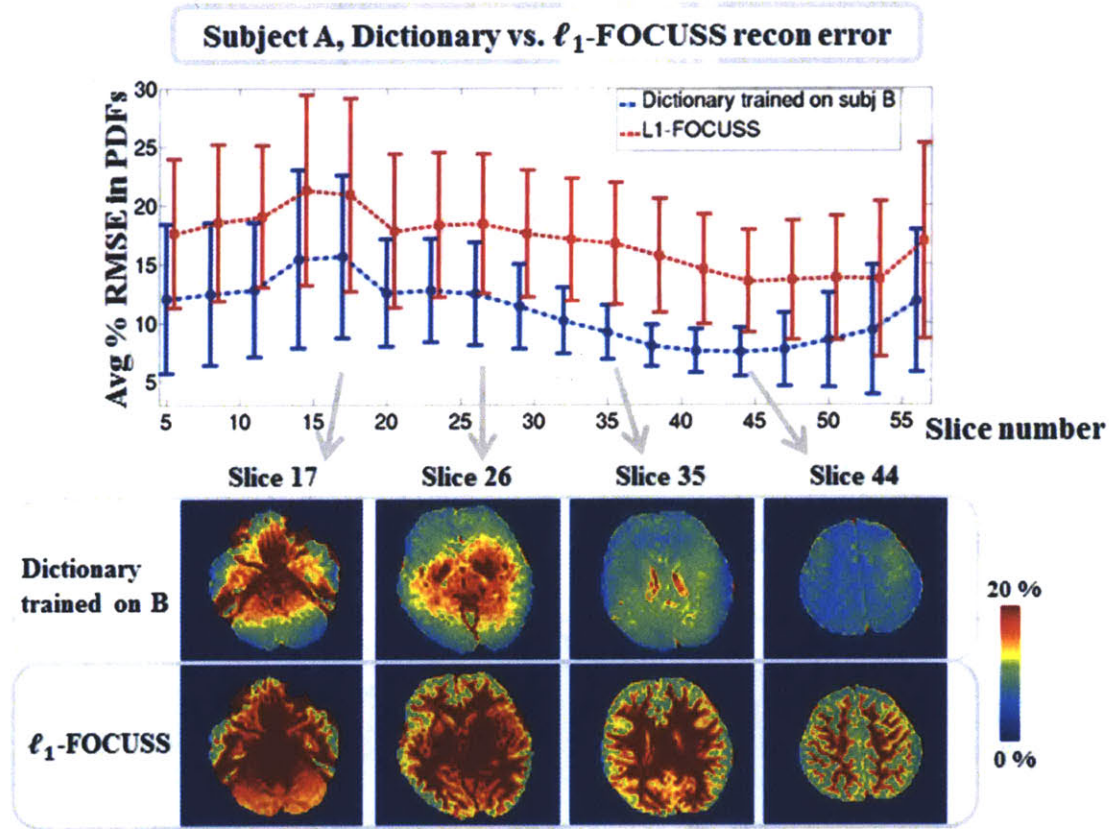 Subject A, Dictionary vs. ℓ₁-FOCUSS recon error
Avg % RMSE in PDFs
30
25
20
15
10
5
Dictionary trained on subj B
L1-FOCUSS
5 10 15 20 25 30 35 40 45 50 55
Slice number
Slice 17 Slice 26 Slice 35 Slice 44
Dictionary
trained on B
20 %
ℓ₁-FOCUSS
0 %